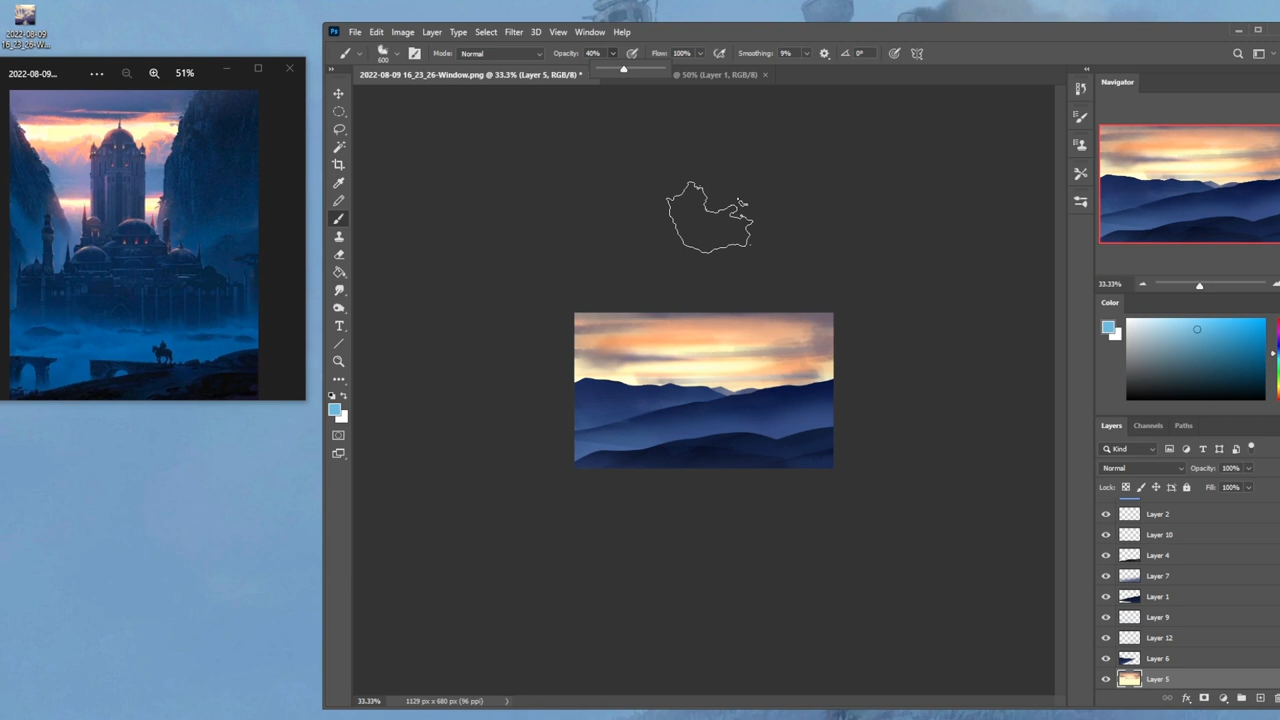 2022-08-09
16_23_26-W...
2022-08-09...
51%
Ps
File Edit Image Layer Type Select Filter 3D View Window Help
600
Mode: Normal
Opacity: 40%
Flow: 100%
Smoothing: 9%
0°
2022-08-09 16_23_26-Window.png @ 33.3% (Layer 5, RGB/8) *
@ 50% (Layer 1, RGB/8)
Navigator
33.33%
Color
Layers Channels Paths
Kind
Normal
Opacity: 100%
Lock:
Fill: 100%
Layer 2
Layer 10
Layer 4
Layer 7
Layer 1
Layer 9
Layer 12
Layer 6
Layer 5
fx
33.33%
1129 px x 680 px (96 ppi)